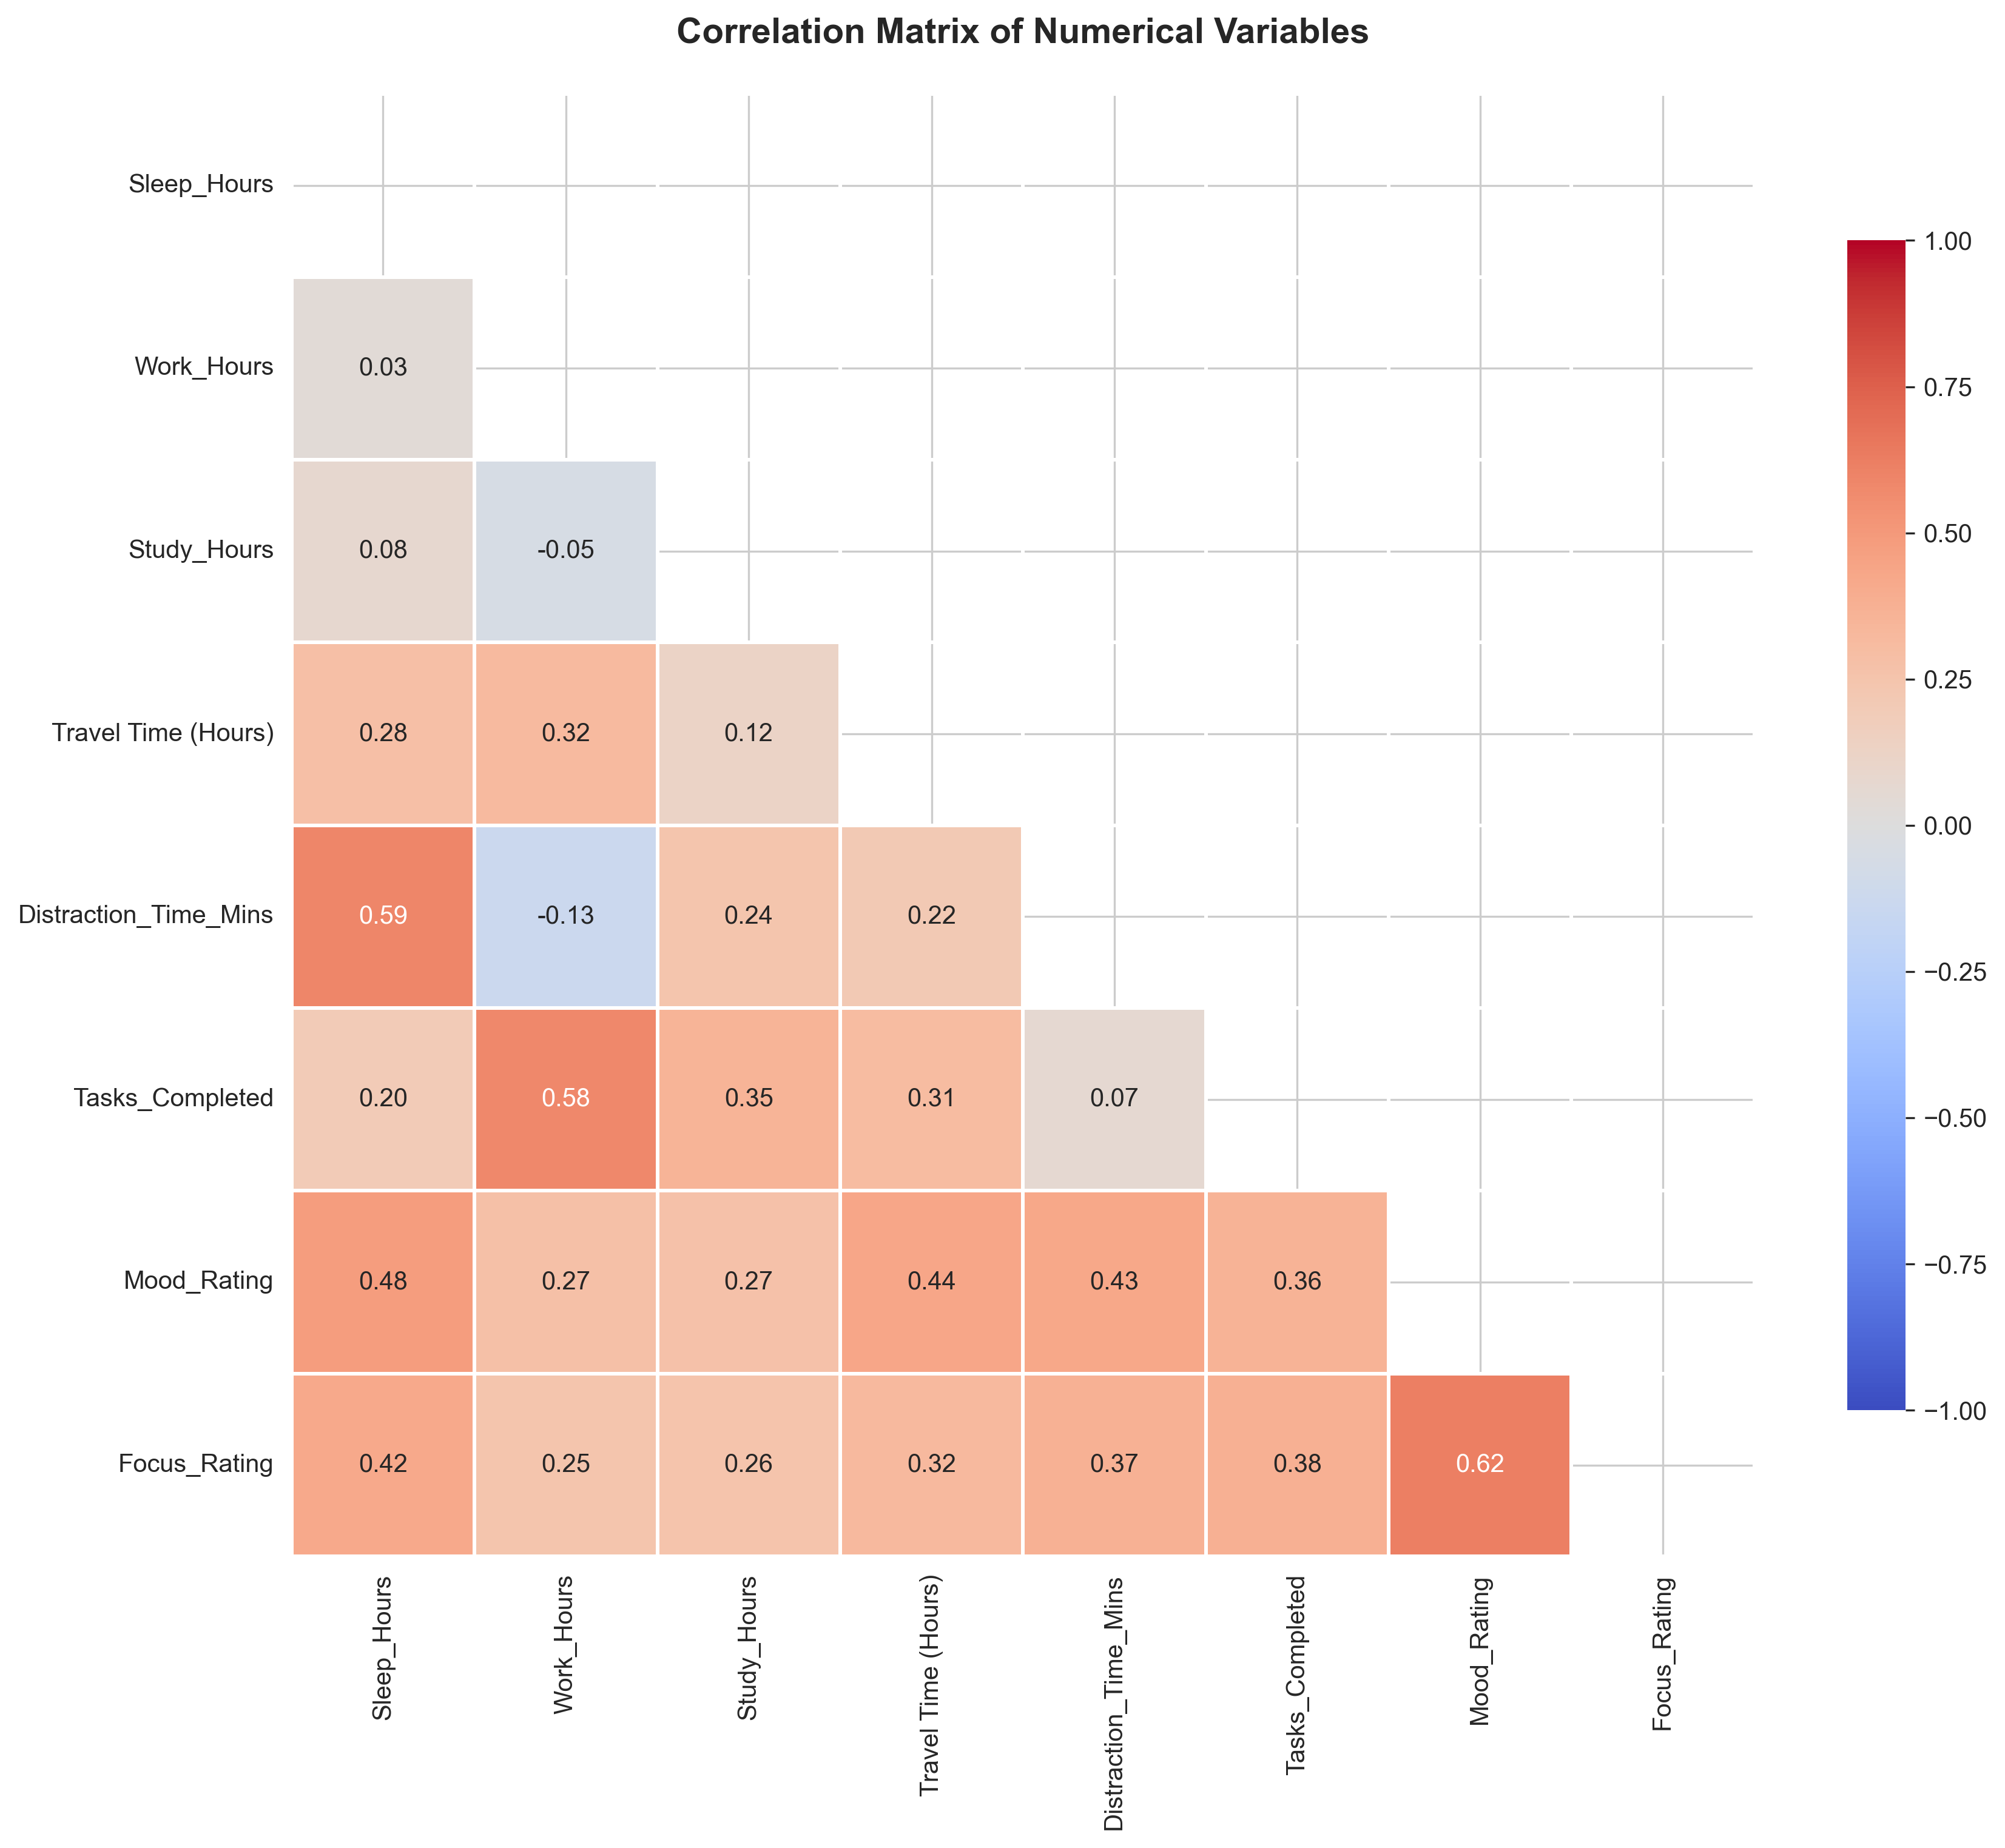 Correlation Matrix of Numerical Variables
Sleep_Hours
Work_Hours 0.03
Study_Hours 0.08 -0.05
Travel Time (Hours) 0.28 0.32 0.12
Distraction_Time_Mins 0.59 -0.13 0.24 0.22
Tasks_Completed 0.20 0.58 0.35 0.31 0.07
Mood_Rating 0.48 0.27 0.27 0.44 0.43 0.36
Focus_Rating 0.42 0.25 0.26 0.32 0.37 0.38 0.62
Sleep_Hours
Work_Hours
Study_Hours
Travel Time (Hours)
Distraction_Time_Mins
Tasks_Completed
Mood_Rating
Focus_Rating
1.00
0.75
0.50
0.25
0.00
−0.25
−0.50
−0.75
−1.00